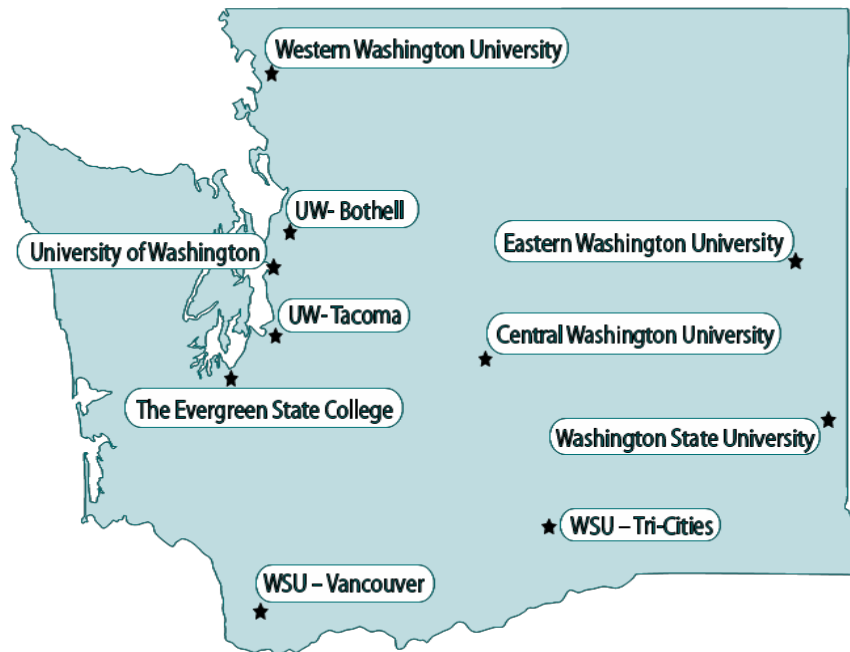 Western Washington University
UW- Bothell
University of Washington
Eastern Washington University
UW- Tacoma
Central Washington University
The Evergreen State College
Washington State University
WSU – Tri-Cities
WSU – Vancouver